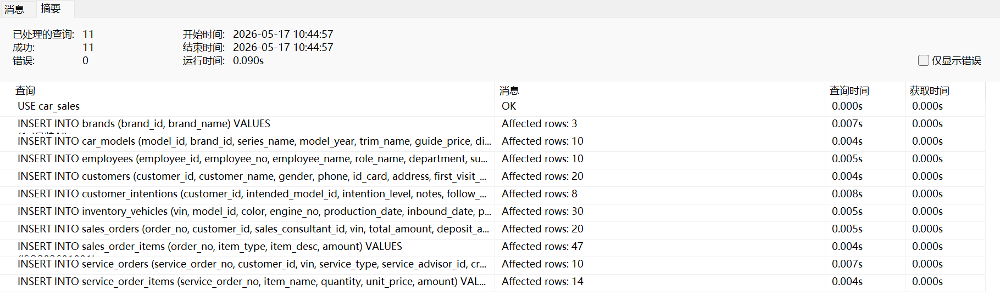 消息 摘要
已处理的查询: 11 开始时间: 2026-05-17 10:44:57
成功: 11 结束时间: 2026-05-17 10:44:57
错误: 0 运行时间: 0.090s 仅显示错误
查询 消息 查询时间 获取时间
USE car_sales OK 0.000s 0.000s
INSERT INTO brands (brand_id, brand_name) VALUES Affected rows: 3 0.007s 0.000s
INSERT INTO car_models (model_id, brand_id, series_name, model_year, trim_name, guide_price, di... Affected rows: 10 0.004s 0.000s
INSERT INTO employees (employee_id, employee_no, employee_name, role_name, department, su... Affected rows: 10 0.005s 0.000s
INSERT INTO customers (customer_id, customer_name, gender, phone, id_card, address, first_visit_... Affected rows: 20 0.004s 0.000s
INSERT INTO customer_intentions (customer_id, intended_model_id, intention_level, notes, follow_... Affected rows: 8 0.008s 0.000s
INSERT INTO inventory_vehicles (vin, model_id, color, engine_no, production_date, inbound_date, p... Affected rows: 30 0.005s 0.000s
INSERT INTO sales_orders (order_no, customer_id, sales_consultant_id, vin, total_amount, deposit_a... Affected rows: 20 0.005s 0.000s
INSERT INTO sales_order_items (order_no, item_type, item_desc, amount) VALUES Affected rows: 47 0.004s 0.000s
INSERT INTO service_orders (service_order_no, customer_id, vin, service_type, service_advisor_id, cr... Affected rows: 10 0.007s 0.000s
INSERT INTO service_order_items (service_order_no, item_name, quantity, unit_price, amount) VAL... Affected rows: 14 0.004s 0.000s